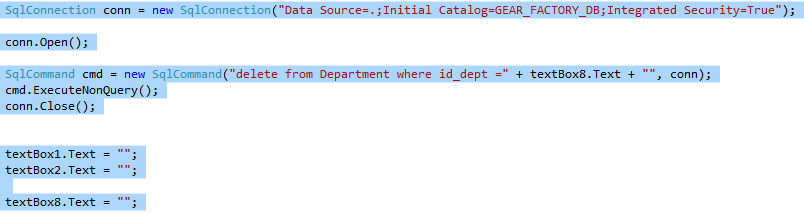 SqlConnection conn = new SqlConnection("Data Source=.;Initial Catalog=GEAR_FACTORY_DB;Integrated Security=True");
conn.Open();
SqlCommand cmd = new SqlCommand("delete from Department where id_dept =" + textBox8.Text + "", conn);
cmd.ExecuteNonQuery();
conn.Close();
textBox1.Text = "";
textBox2.Text = "";
textBox8.Text = "";